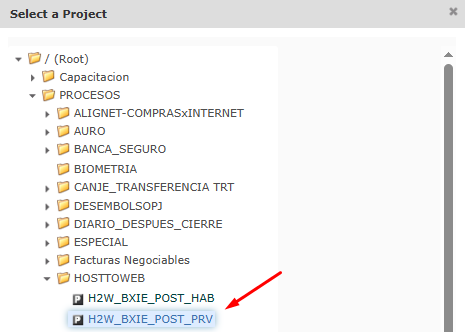 Select a Project
/ (Root)
Capacitacion
PROCESOS
ALIGNET-COMPRASxINTERNET
AURO
BANCA_SEGURO
BIOMETRIA
CANJE_TRANSFERENCIA TRT
DESEMBOLSOPJ
DIARIO_DESPUES_CIERRE
ESPECIAL
Facturas Negociables
HOSTTOWEB
P H2W_BXIE_POST_HAB
P H2W_BXIE_POST_PRV